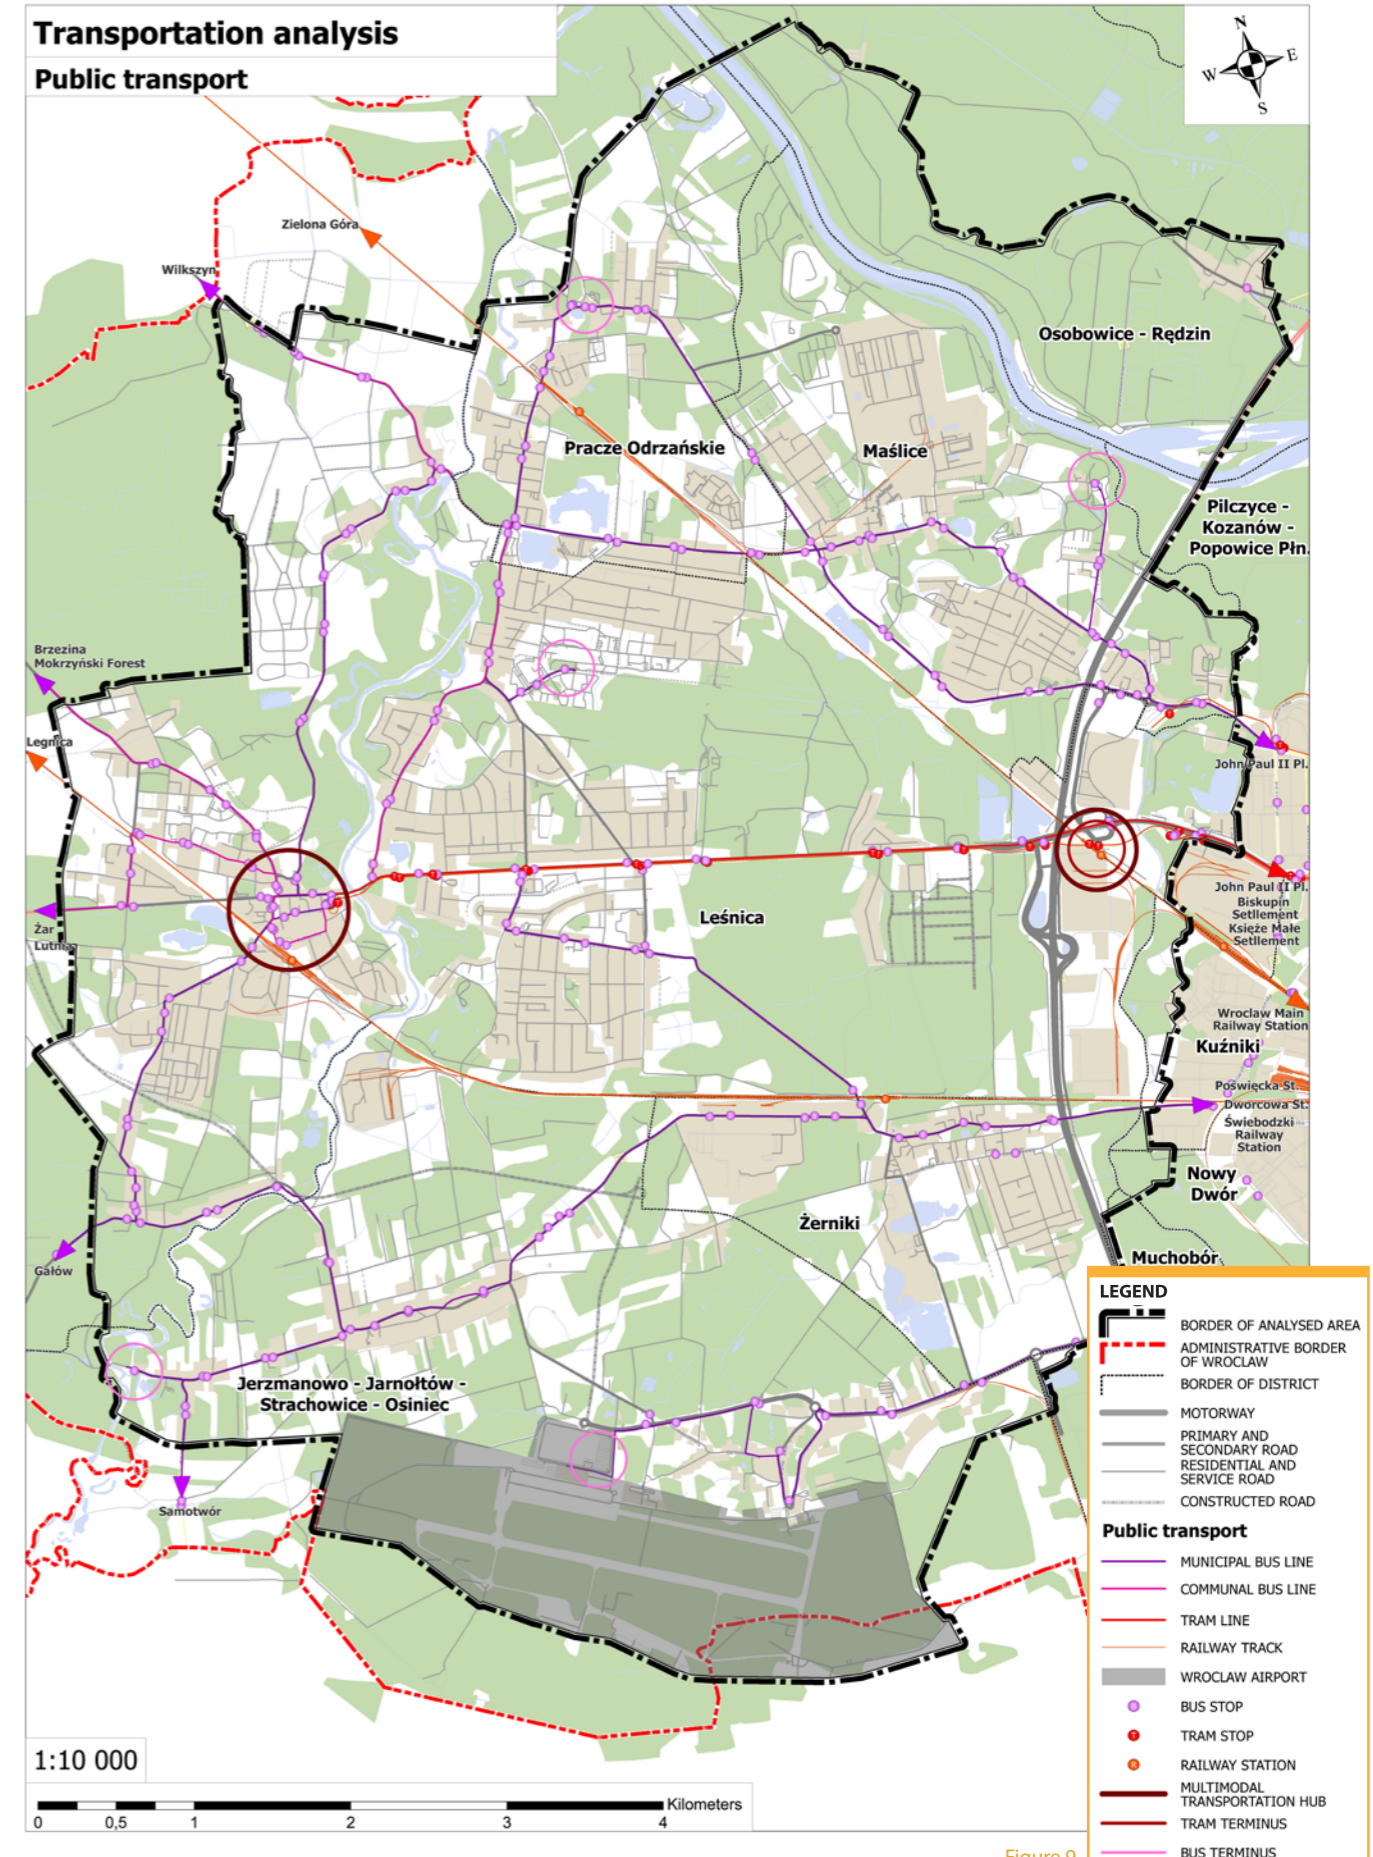 Transportation analysis
Public transport
N
W
E
S
Zielona Góra
Wilkszyn
Osobowice - Rędzin
Pracze Odrzańskie
Maślice
Pilczyce -
Kozanów -
Popowice Płn.
Brzezina
Mokrzyński Forest
Legnica
John Paul II Pl.
John Paul II Pl.
Biskupin
Setllement
Księże Małe
Setllement
Żar
Lutnia
Leśnica
Wroclaw Main
Railway Station
Kuźniki
Poświęcka St.
Dworcowa St.
Świebodzki
Railway
Station
Nowy
Dwór
Żerniki
Muchobór
Gałów
Jerzmanowo - Jarnołtów -
Strachowice - Osiniec
Samotwór
LEGEND
BORDER OF ANALYSED AREA
ADMINISTRATIVE BORDER
OF WROCLAW
BORDER OF DISTRICT
MOTORWAY
PRIMARY AND
SECONDARY ROAD
RESIDENTIAL AND
SERVICE ROAD
CONSTRUCTED ROAD
Public transport
MUNICIPAL BUS LINE
COMMUNAL BUS LINE
TRAM LINE
RAILWAY TRACK
WROCLAW AIRPORT
BUS STOP
T TRAM STOP
R RAILWAY STATION
MULTIMODAL
TRANSPORTATION HUB
TRAM TERMINUS
BUS TERMINUS
1:10 000
Kilometers
0 0,5 1 2 3 4
Figure 9